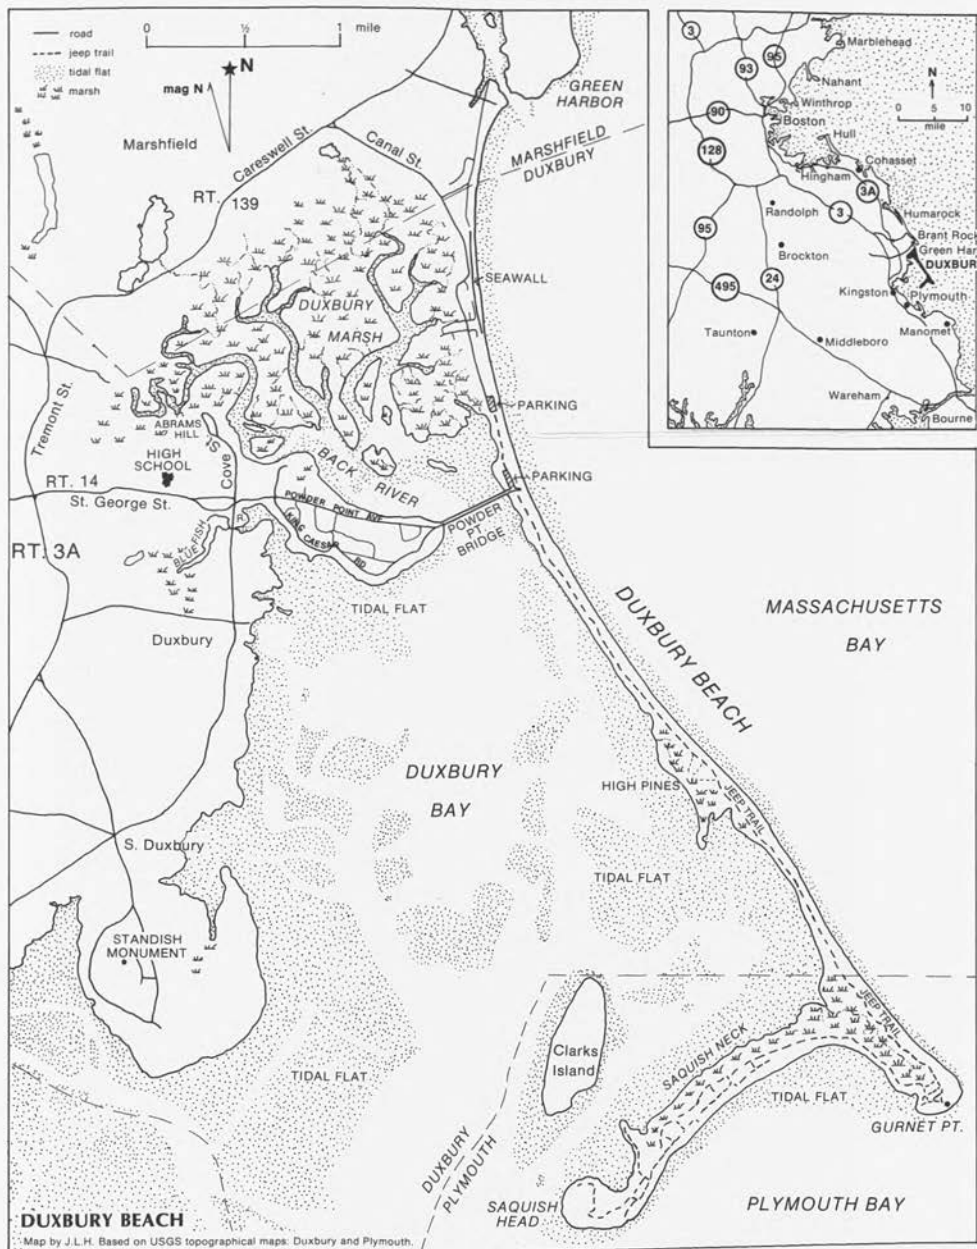 road
jeep trail
tidal flat
marsh
0 ½ 1 mile
N
mag N
Marshfield
Careswell St.
Canal St.
GREEN
HARBOR
MARSHFIELD
DUXBURY
RT. 139
SEAWALL
DUXBURY
MARSH
Tremont St.
ABRAMS
HILL
HIGH
SCHOOL
'S
Cove
BACK
RIVER
PARKING
PARKING
RT. 14
St. George St.
POWDER POINT AVE
KING CAESAR
RD
POWDER
PT.
BRIDGE
RT. 3A
BLUE FISH
R.
TIDAL FLAT
Duxbury
DUXBURY BEACH
MASSACHUSETTS
BAY
DUXBURY
BAY
HIGH PINES
JEEP TRAIL
S. Duxbury
TIDAL FLAT
STANDISH
MONUMENT
Clarks
Island
SAQUISH NECK
JEEP TRAIL
TIDAL FLAT
TIDAL FLAT
GURNET PT.
DUXBURY
PLYMOUTH
SAQUISH
HEAD
PLYMOUTH BAY
DUXBURY BEACH
Map by J.L.H. Based on USGS topographical maps: Duxbury and Plymouth.
3
95
Marblehead
93
Nahant
N
Winthrop
0 5 10
mile
90
Boston
Hull
128
Cohasset
Hingham
3A
Randolph
3
Humarock
95
Brant Rock
Brockton
Green Har
DUXBUR
495
24
Kingston
Plymouth
Taunton
Middleboro
Manomet
Wareham
Bourne